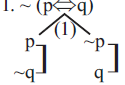 1. ~ (p⇔q)
(1)
p ~p
~q q